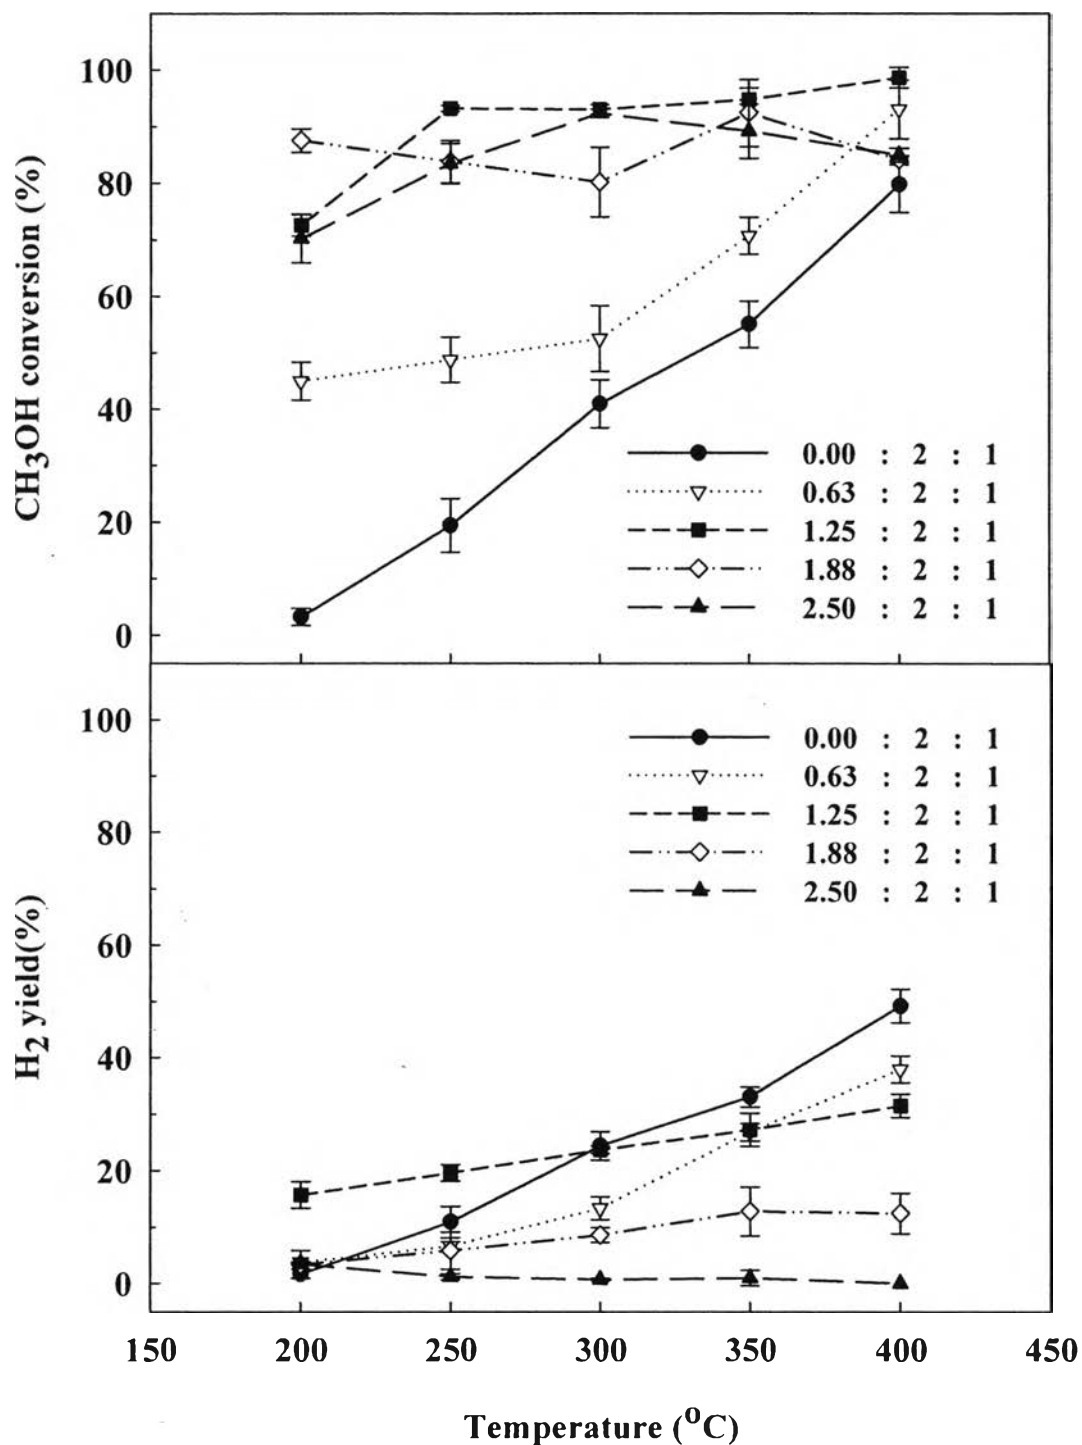 CH3OH conversion (%)
100
80
60
40
20
0
0.00 : 2 : 1
0.63 : 2 : 1
1.25 : 2 : 1
1.88 : 2 : 1
2.50 : 2 : 1
H2 yield(%)
100
80
60
40
20
0
0.00 : 2 : 1
0.63 : 2 : 1
1.25 : 2 : 1
1.88 : 2 : 1
2.50 : 2 : 1
150 200 250 300 350 400 450
Temperature (°C)